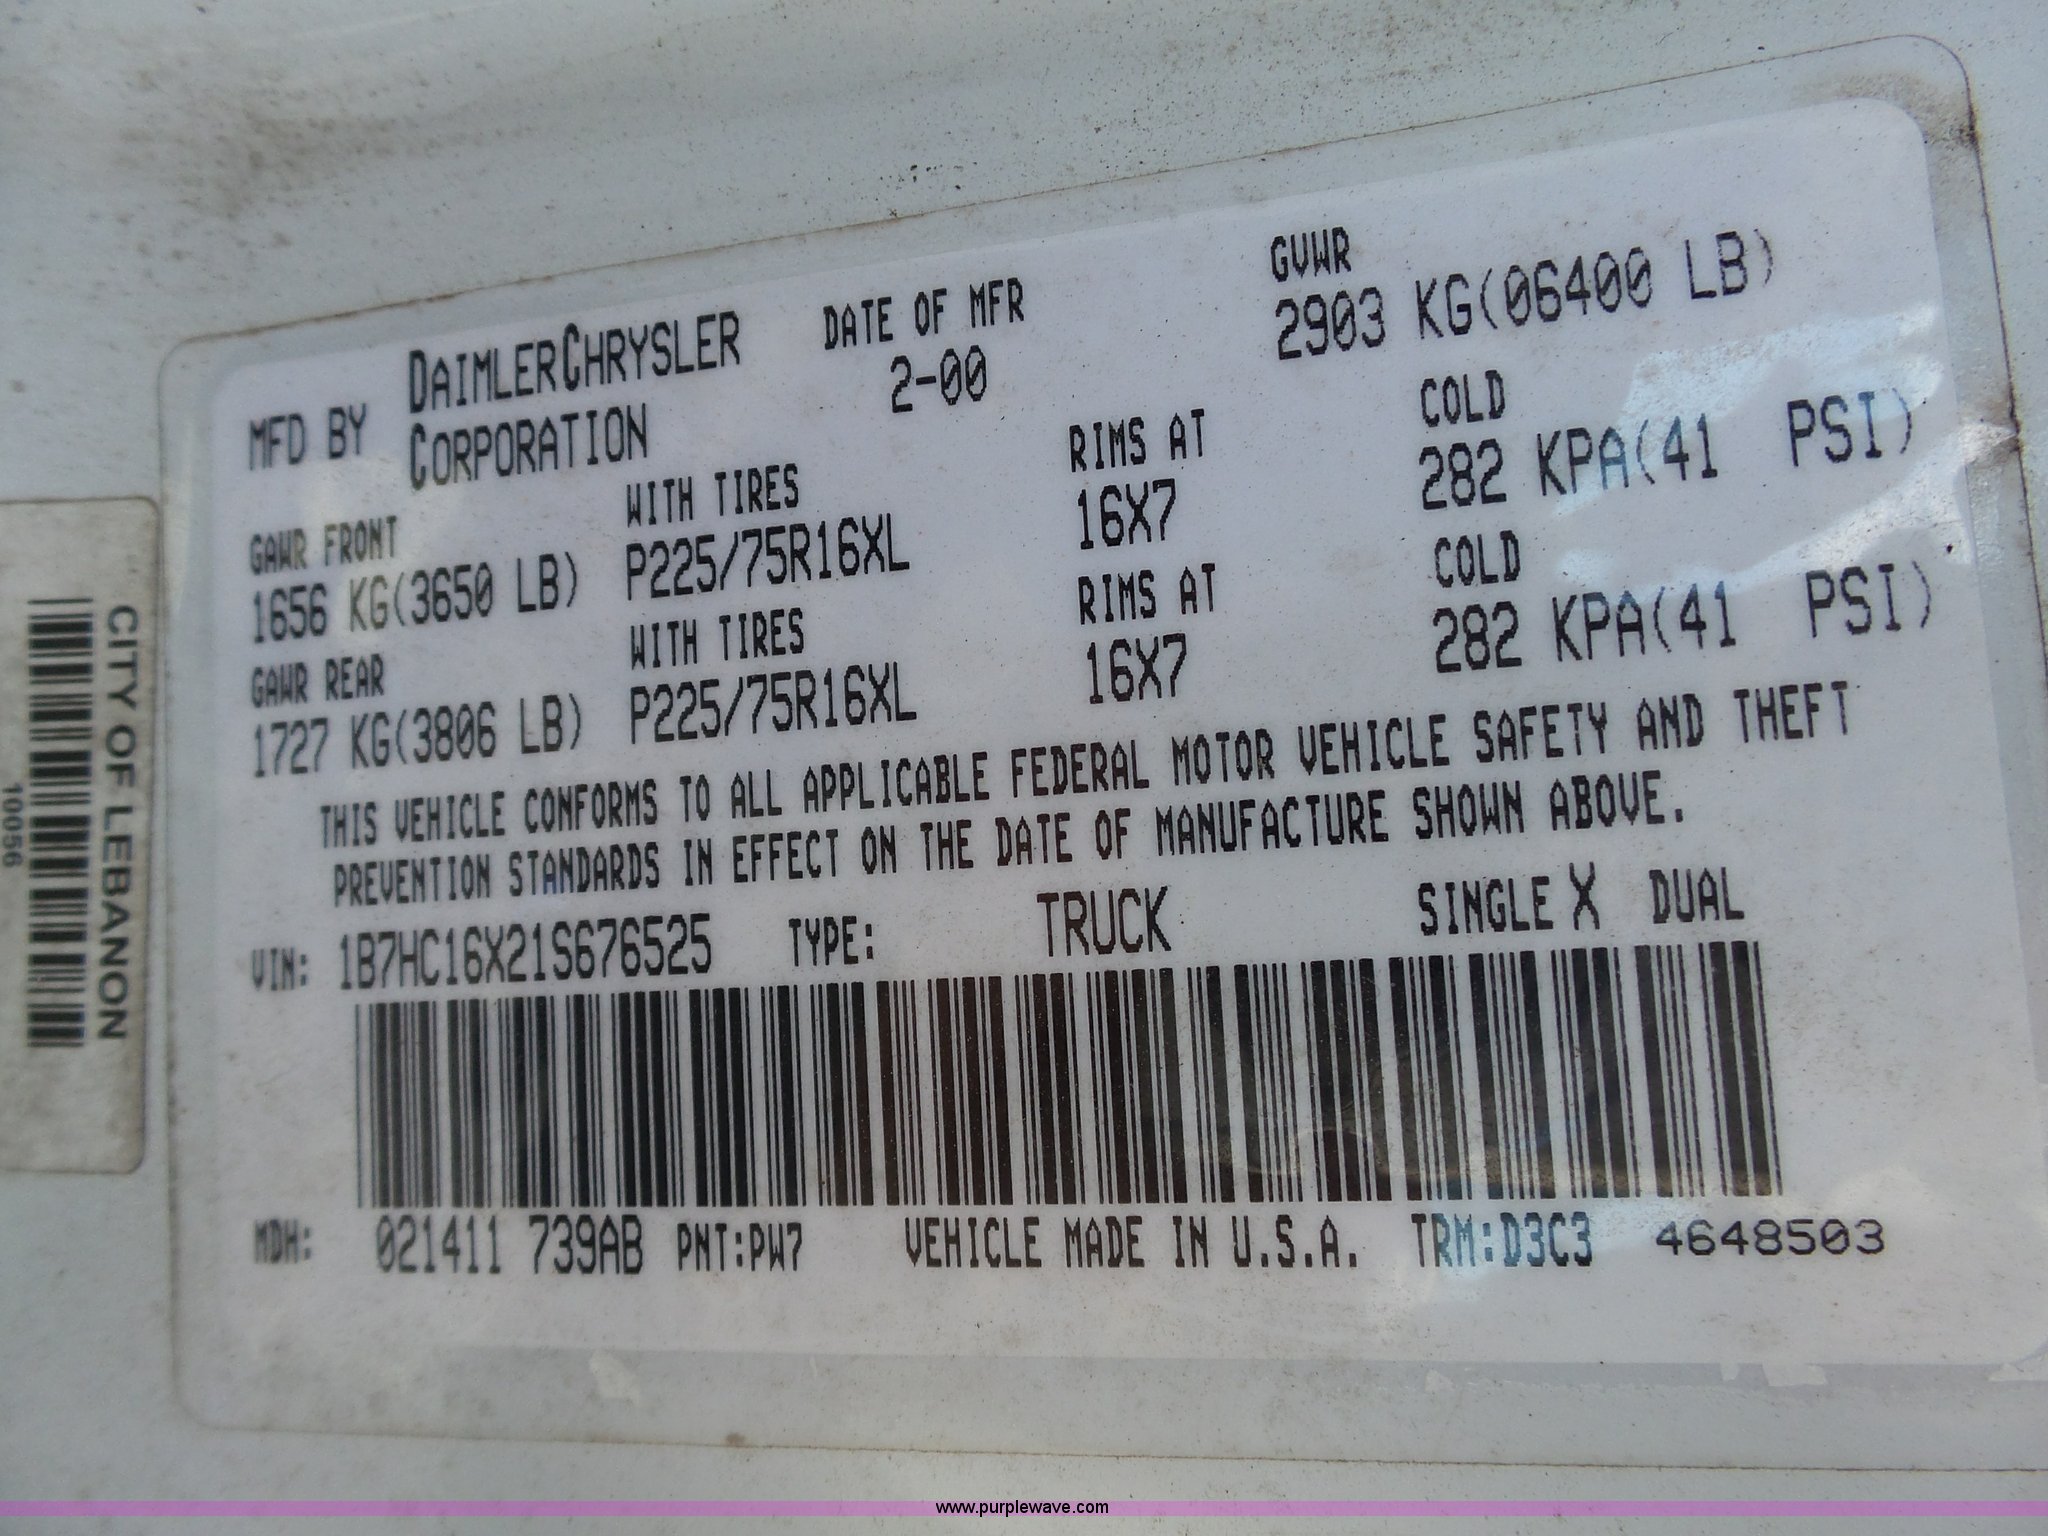 MFD BY DAIMLERCHRYSLER CORPORATION
DATE OF MFR
2-00
GVWR
2903 KG(06400 LB)
GAWR FRONT WITH TIRES RIMS AT COLD
1656 KG(3650 LB) P225/75R16XL 16X7 282 KPA(41 PSI)
GAWR REAR WITH TIRES RIMS AT COLD
1727 KG(3806 LB) P225/75R16XL 16X7 282 KPA(41 PSI)
THIS VEHICLE CONFORMS TO ALL APPLICABLE FEDERAL MOTOR VEHICLE SAFETY AND THEFT
PREVENTION STANDARDS IN EFFECT ON THE DATE OF MANUFACTURE SHOWN ABOVE.
VIN: 1B7HC16X21S676525 TYPE: TRUCK SINGLE X DUAL
MDH: 021411 739AB PNT:PW7 VEHICLE MADE IN U.S.A. TRM:D3C3 4648503
CITY OF LEBANON
10056
www.purplewave.com